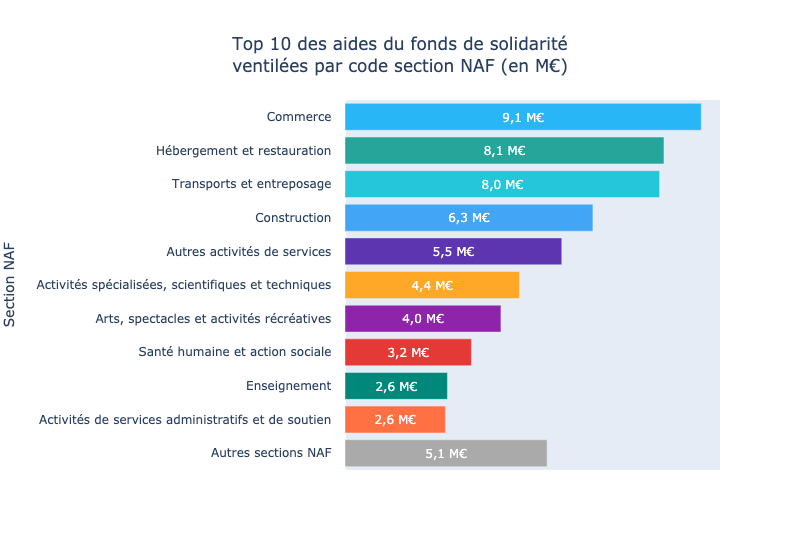 Top 10 des aides du fonds de solidarité
ventilées par code section NAF (en M€)
Section NAF
Commerce 9,1 M€
Hébergement et restauration 8,1 M€
Transports et entreposage 8,0 M€
Construction 6,3 M€
Autres activités de services 5,5 M€
Activités spécialisées, scientifiques et techniques 4,4 M€
Arts, spectacles et activités récréatives 4,0 M€
Santé humaine et action sociale 3,2 M€
Enseignement 2,6 M€
Activités de services administratifs et de soutien 2,6 M€
Autres sections NAF 5,1 M€